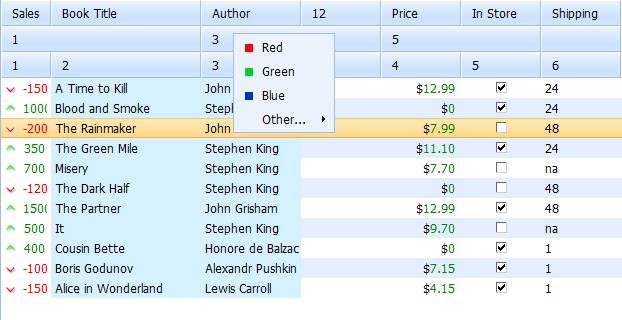 Sales Book Title Author 12 Price In Store Shipping
1 3 5
1 2 3 4 5 6
Red
Green
Blue
Other...
-150 A Time to Kill John $12.99 24
1000 Blood and Smoke Steph $0 24
-200 The Rainmaker John $7.99 48
350 The Green Mile Stephen King $11.10 24
700 Misery Stephen King $7.70 na
-120 The Dark Half Stephen King $0 48
1500 The Partner John Grisham $12.99 48
500 It Stephen King $9.70 na
400 Cousin Bette Honore de Balzac $0 1
-100 Boris Godunov Alexandr Pushkin $7.15 1
-150 Alice in Wonderland Lewis Carroll $4.15 1